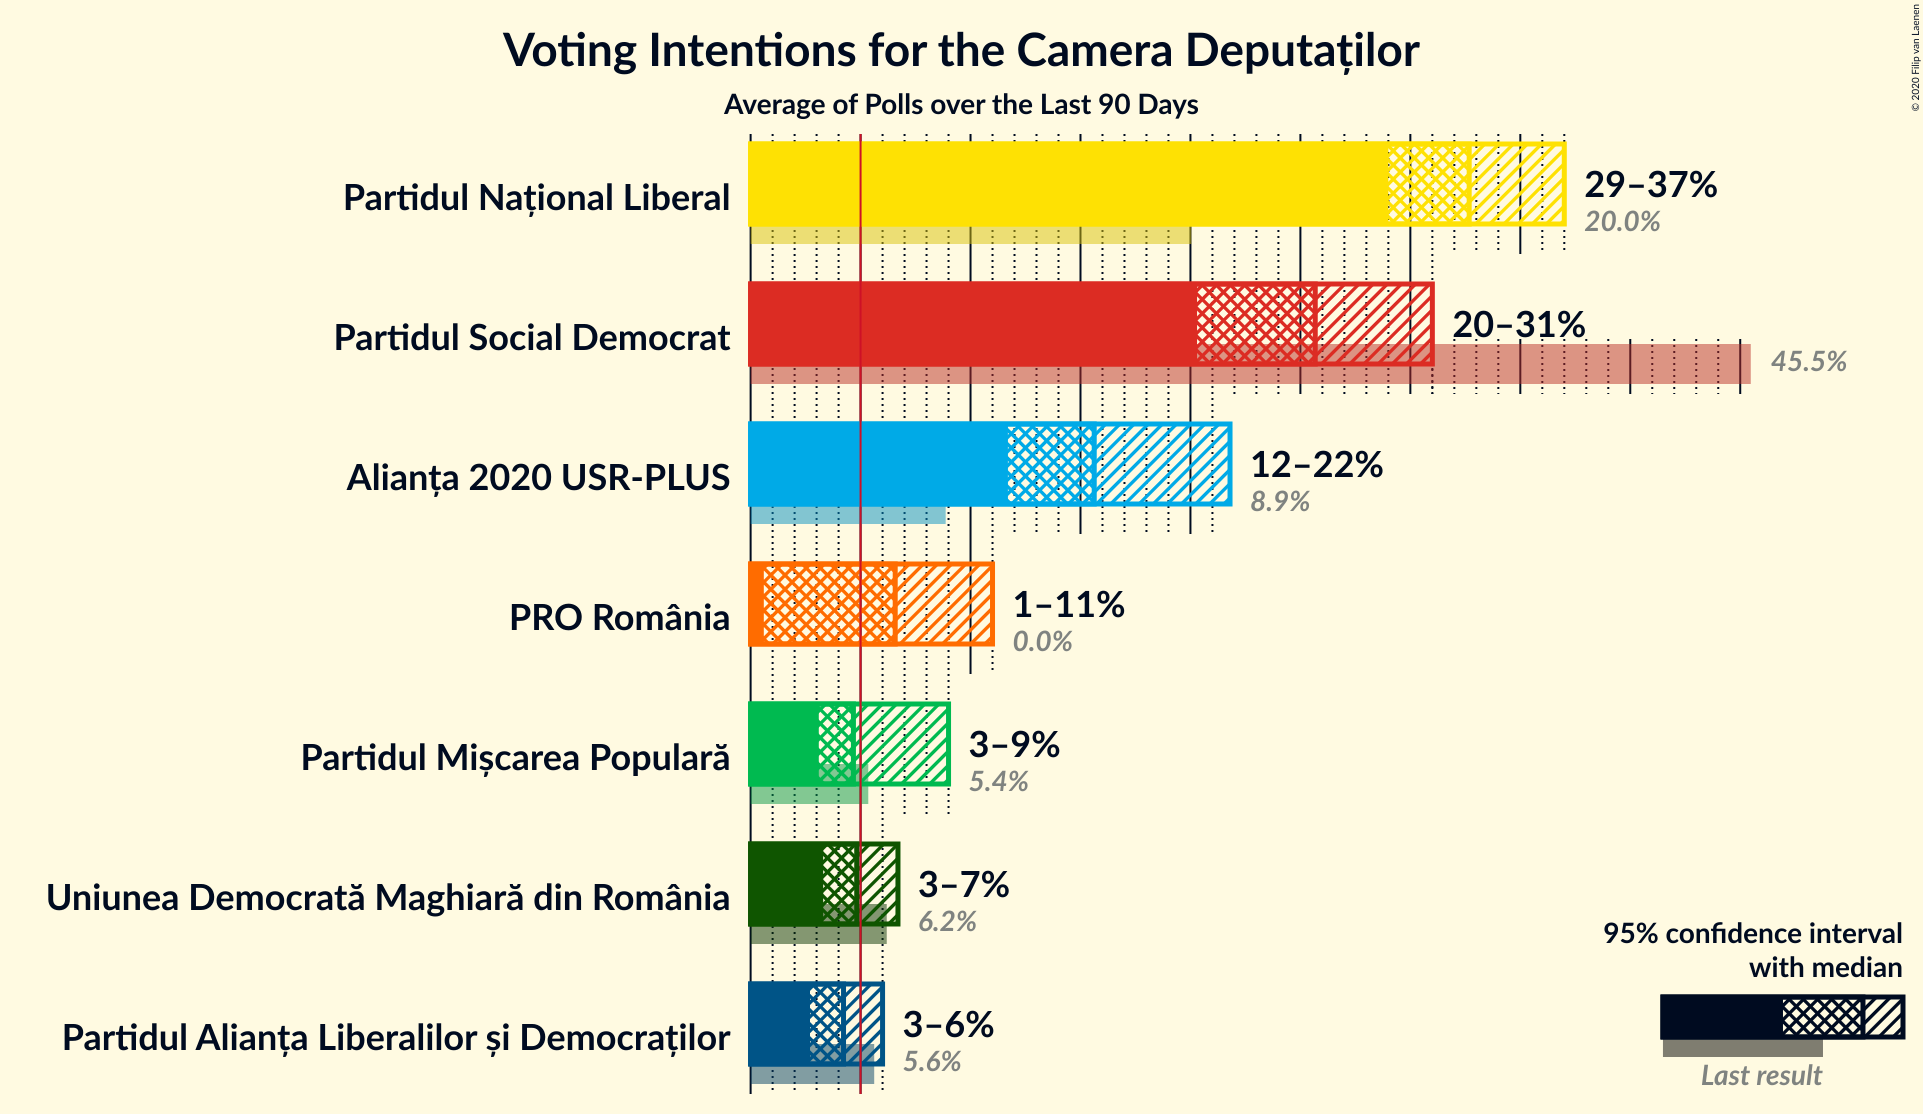 Voting Intentions for the Camera Deputaților
Average of Polls over the Last 90 Days
© 2020 Filip van Laenen
Partidul Național Liberal
29–37%
20.0%
Partidul Social Democrat
20–31%
45.5%
Alianța 2020 USR-PLUS
12–22%
8.9%
PRO România
1–11%
0.0%
Partidul Mișcarea Populară
3–9%
5.4%
Uniunea Democrată Maghiară din România
3–7%
6.2%
Partidul Alianța Liberalilor și Democraților
3–6%
5.6%
95% confidence interval
with median
Last result